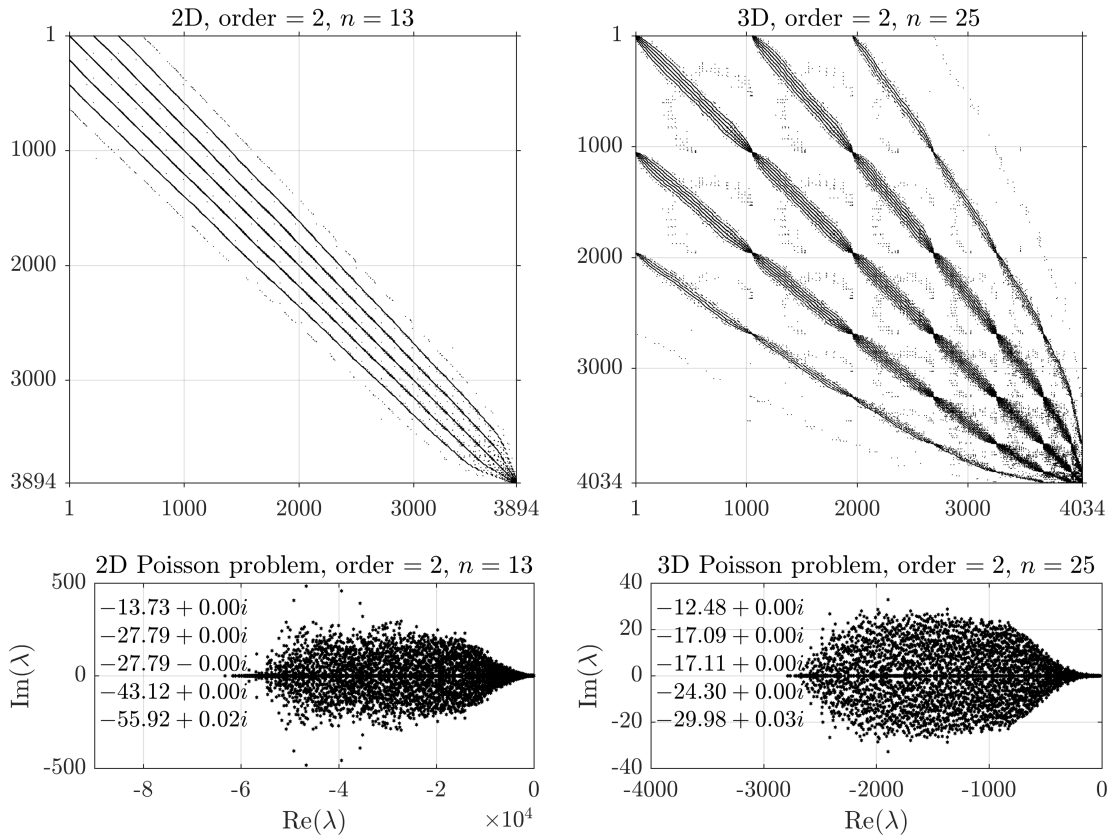 2D, order = 2, n = 13
1
1000
2000
3000
3894
1 1000 2000 3000 3894
3D, order = 2, n = 25
1
1000
2000
3000
4034
1 1000 2000 3000 4034
2D Poisson problem, order = 2, n = 13
500
0
-500
Im(λ)
−13.73 + 0.00i
−27.79 + 0.00i
−27.79 − 0.00i
−43.12 + 0.00i
−55.92 + 0.02i
-8 -6 -4 -2 0
Re(λ)
×10⁴
3D Poisson problem, order = 2, n = 25
40
20
0
-20
-40
Im(λ)
−12.48 + 0.00i
−17.09 + 0.00i
−17.11 + 0.00i
−24.30 + 0.00i
−29.98 + 0.03i
-4000 -3000 -2000 -1000 0
Re(λ)